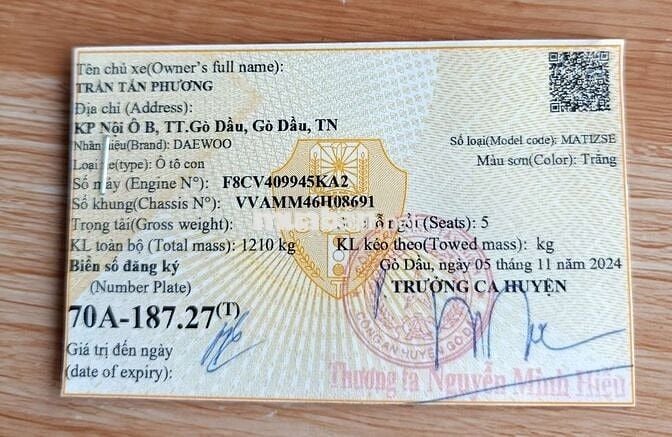 Tên chủ xe(Owner's full name):
TRẦN TẤN PHƯƠNG
Địa chỉ (Address):
KP Nội Ô B, TT.Gò Dầu, Gò Dầu, TN
Nhãn hiệu(Brand): DAEWOO
Số loại(Model code): MATIZSE
Loại xe(type): Ô tô con
Màu sơn(Color): Trắng
Số máy (Engine N°): F8CV409945KA2
Số khung(Chassis N°): VVAMM46H08691
Trọng tải(Gross weight):
ngồi (Seats): 5
KL toàn bộ (Total mass): 1210 kg
KL kéo theo(Towed mass): kg
Biển số đăng ký
Gò Dầu, ngày 05 tháng 11 năm 2024
(Number Plate)
TRƯỞNG CA HUYỆN
70A-187.27(T)
CÔNG AN HUYỆN GÒ DẦU
Giá trị đến ngày
(date of expiry):
Thượng tá Nguyễn Minh Hiếu